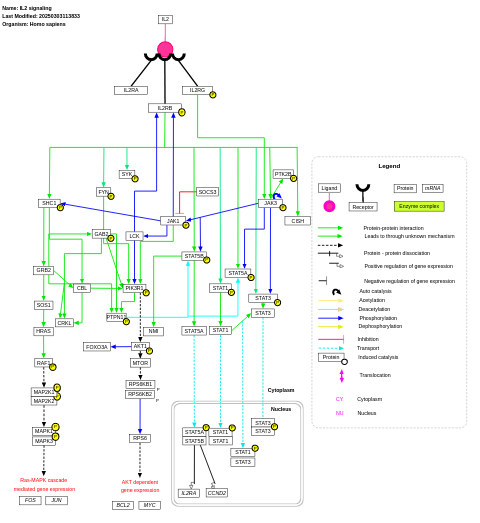 Name: IL2 signaling
Last Modified: 20250303113833
Organism: Homo sapiens
IL2
IL2RA
IL2RG
IL2RB
P
P
SYK
PTK2B
FYN
SOCS3
SHC1
JAK3
JAK1
CISH
GAB2
LCK
STAT5B
GRB2
STAT5A
CBL
PIK3R1
STAT1
STAT3
SOS1
STAT3
PTPN11
CRKL
HRAS
NMI
STAT5A
STAT1
FOXO3A
AKT1
RAF1
MTOR
RPS6KB1
MAP2K1
RPS6KB2
MAP2K2
P
P
Cytoplasm
Nucleus
STAT3
STAT3
MAPK1
MAPK3
RPS6
STAT5A
STAT5B
STAT1
STAT1
STAT1
STAT3
Ras-MAPK cascade
mediated gene expression
AKT dependent
gene expression
FOS
JUN
BCL2
MYC
IL2RA
CCND2
Legend
Ligand
Receptor
Protein
mRNA
Enzyme complex
Protein-protein interaction
Leads to through unknown mechanism
Protein - protein dissociation
Positive regulation of gene expression
Negative regulation of gene expression
Auto catalysis
Acetylation
Deacetylation
Phosphorylation
Dephosphorylation
Inhibition
Transport
Protein
Induced catalysis
Translocation
CY
Cytoplasm
NU
Nucleus